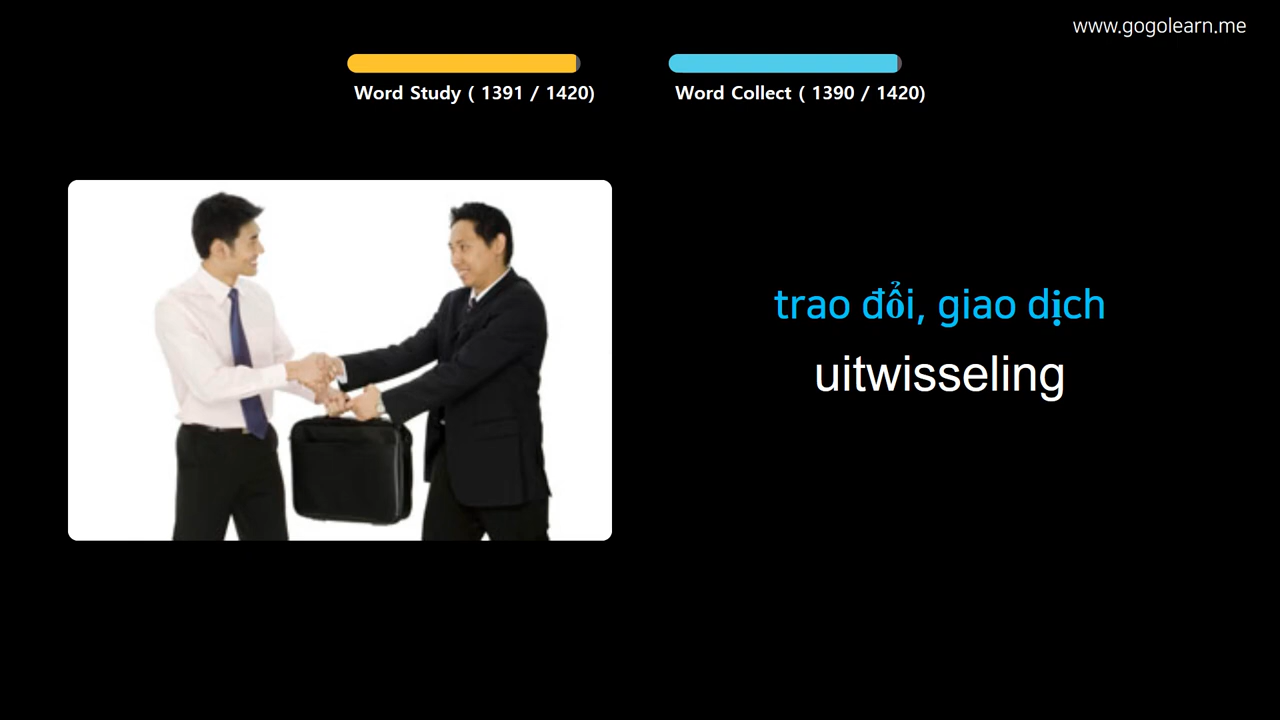 www.gogolearn.me
Word Study ( 1391 / 1420)
Word Collect ( 1390 / 1420)
trao đổi, giao dịch
uitwisseling